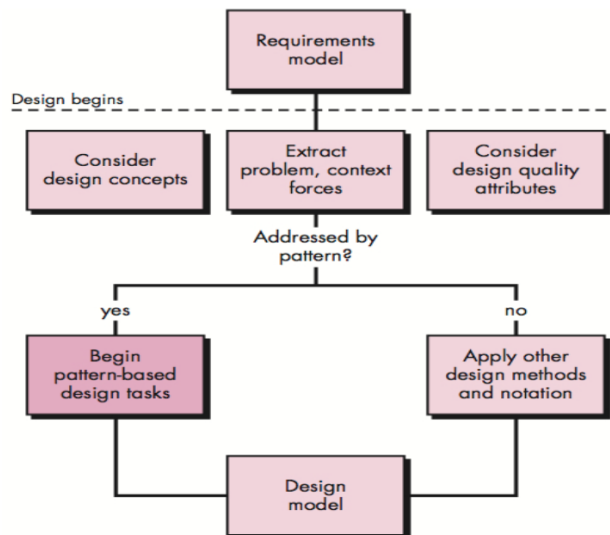 Requirements
model
Design begins
Consider
design concepts
Extract
problem, context
forces
Consider
design quality
attributes
Addressed by
pattern?
yes
no
Begin
pattern-based
design tasks
Apply other
design methods
and notation
Design
model